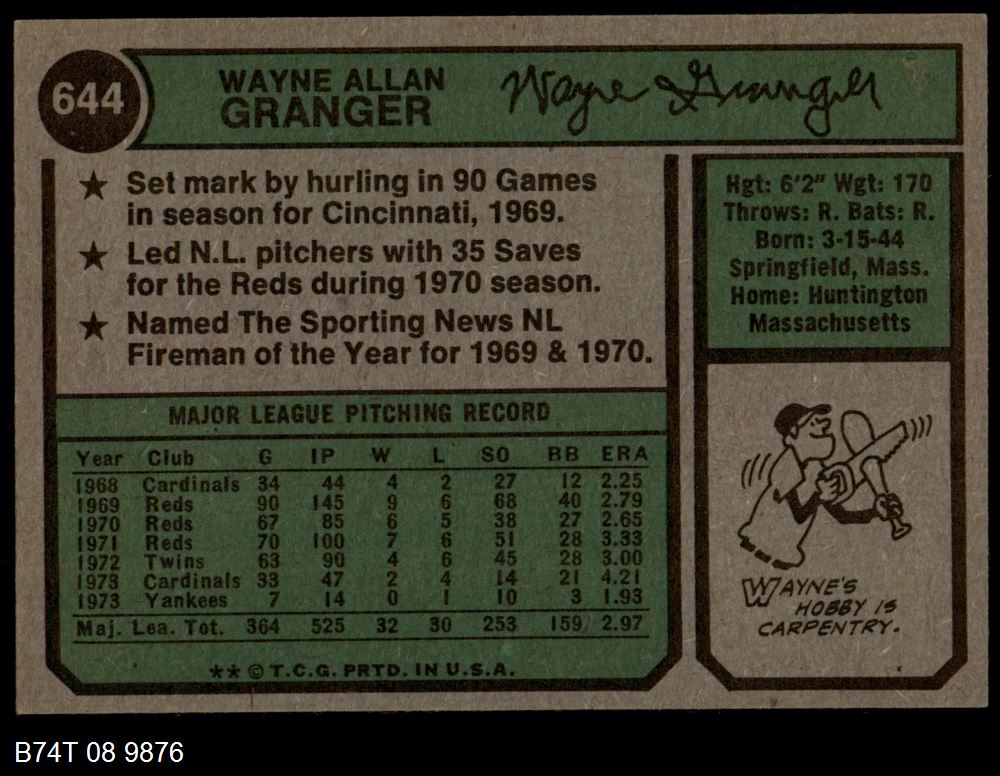 644
WAYNE ALLAN
GRANGER
Wayne Granger
★ Set mark by hurling in 90 Games
in season for Cincinnati, 1969.
★ Led N.L. pitchers with 35 Saves
for the Reds during 1970 season.
★ Named The Sporting News NL
Fireman of the Year for 1969 & 1970.
Hgt: 6'2" Wgt: 170
Throws: R. Bats: R.
Born: 3-15-44
Springfield, Mass.
Home: Huntington
Massachusetts
MAJOR LEAGUE PITCHING RECORD
Year Club G IP W L SO BB ERA
1968 Cardinals 34 44 4 2 27 12 2.25
1969 Reds 90 145 9 6 68 40 2.79
1970 Reds 67 85 6 5 38 27 2.65
1971 Reds 70 100 7 6 51 28 3.33
1972 Twins 63 90 4 6 45 28 3.00
1973 Cardinals 33 47 2 4 14 21 4.21
1973 Yankees 7 14 0 1 10 3 1.93
Maj. Lea. Tot. 364 525 32 30 253 159 2.97
** © T.C.G. PRTD. IN U.S.A.
WAYNE'S
HOBBY IS
CARPENTRY.
B74T 08 9876